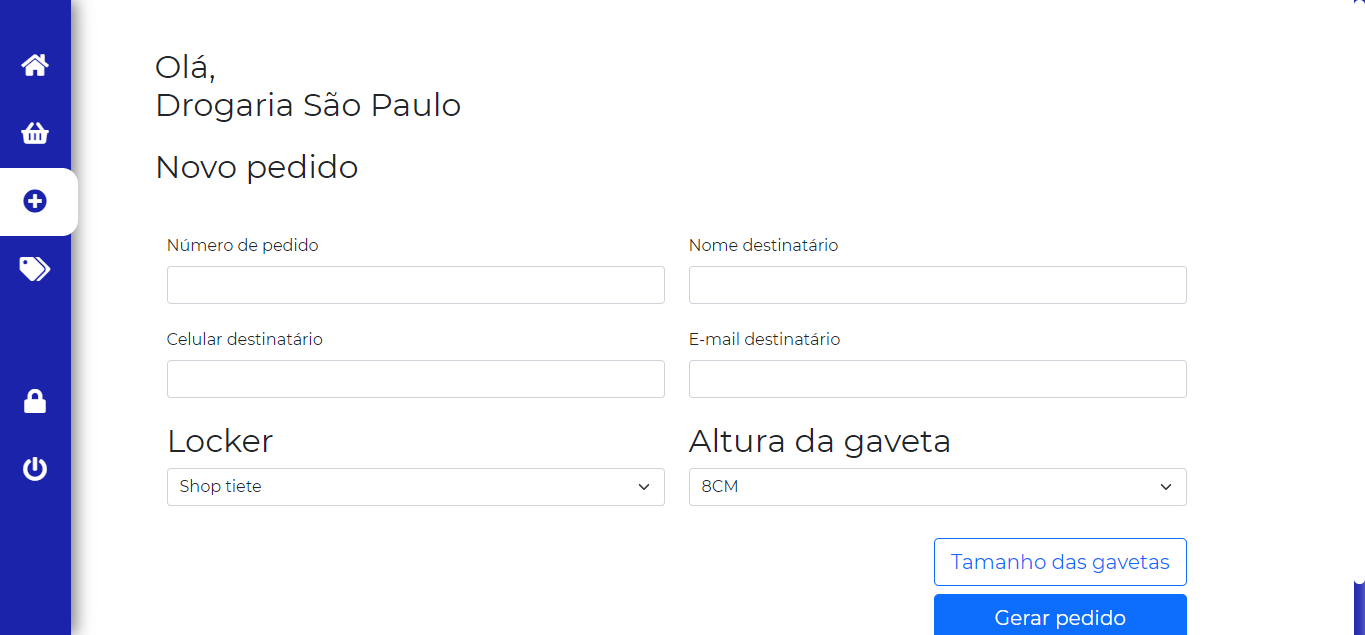 Olá,
Drogaria São Paulo
Novo pedido
Número de pedido
Nome destinatário
Celular destinatário
E-mail destinatário
Locker
Altura da gaveta
Shop tiete
8CM
Tamanho das gavetas
Gerar pedido